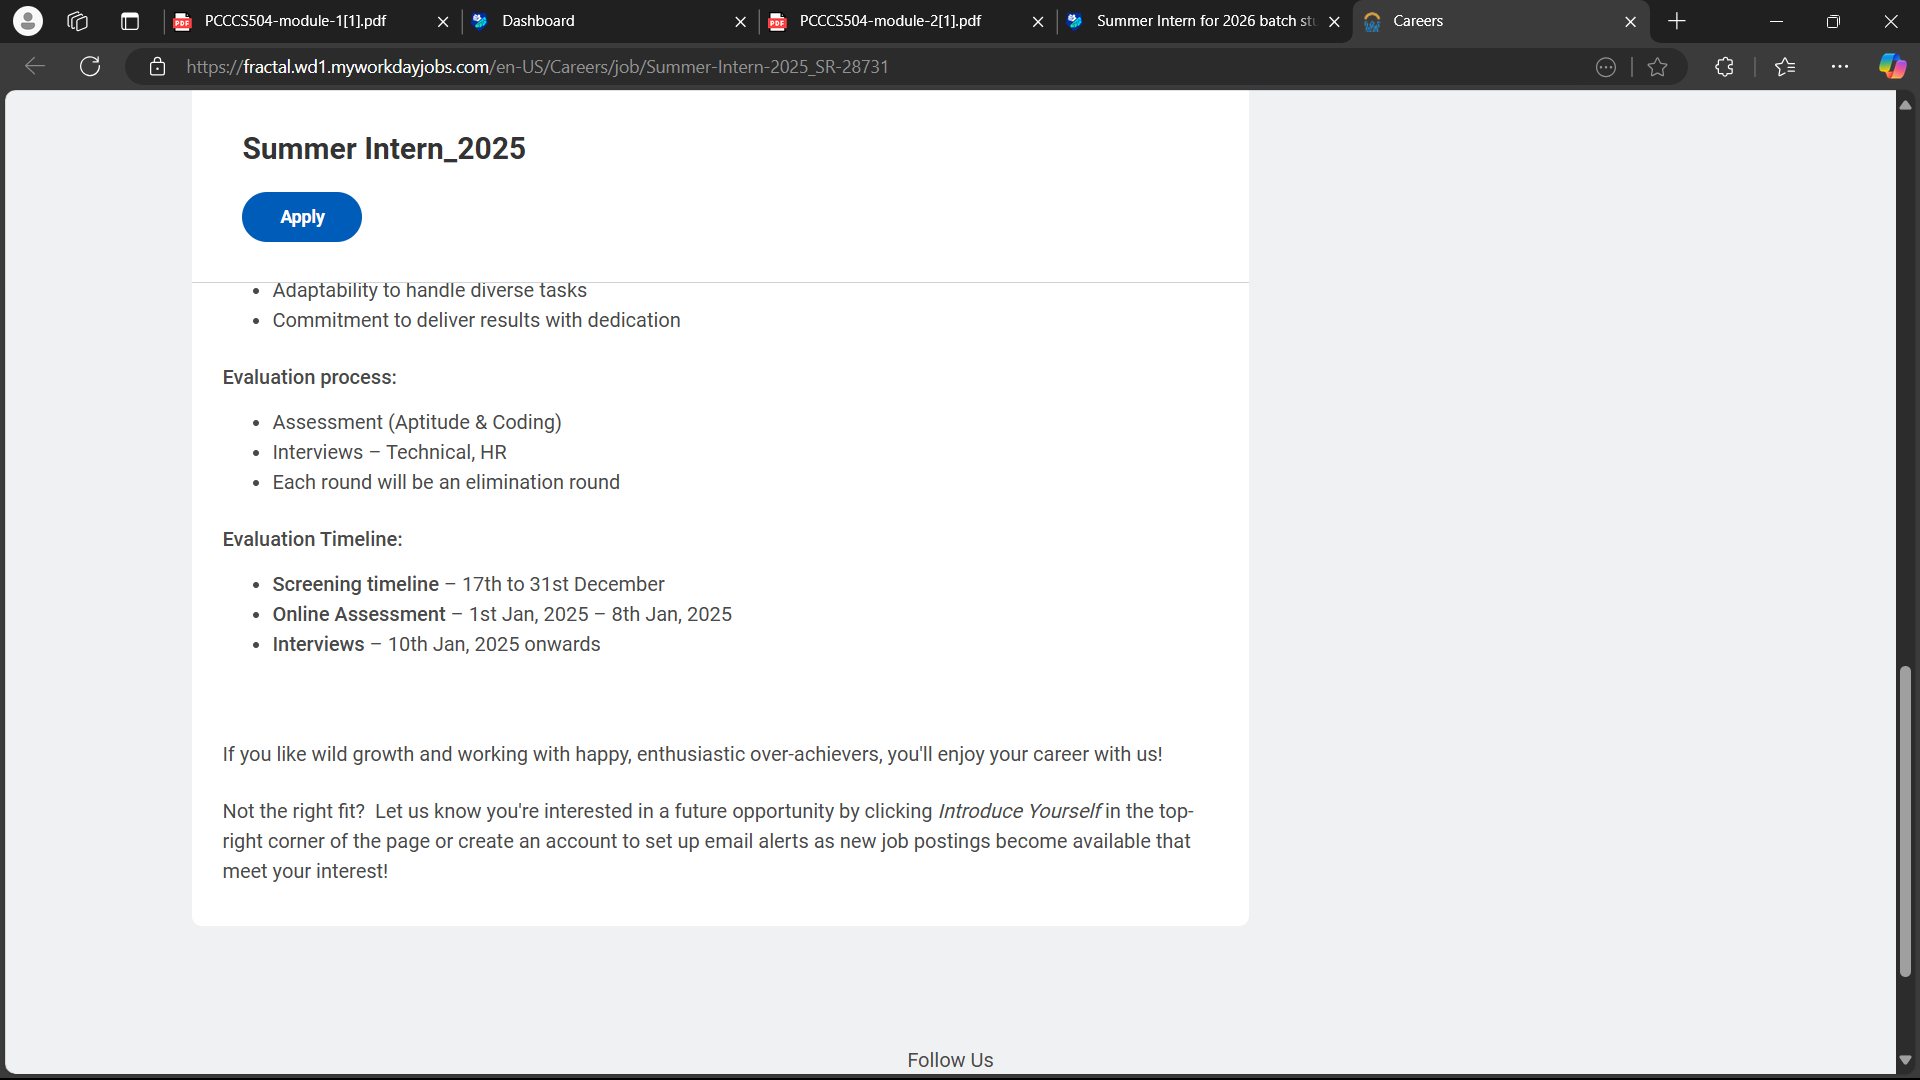 PCCCS504-module-1[1].pdf
Dashboard
PCCCS504-module-2[1].pdf
Summer Intern for 2026 batch stu
Careers
https://fractal.wd1.myworkdayjobs.com/en-US/Careers/job/Summer-Intern-2025_SR-28731
Summer Intern_2025
Apply
• Adaptability to handle diverse tasks
• Commitment to deliver results with dedication
Evaluation process:
• Assessment (Aptitude & Coding)
• Interviews – Technical, HR
• Each round will be an elimination round
Evaluation Timeline:
• Screening timeline – 17th to 31st December
• Online Assessment – 1st Jan, 2025 – 8th Jan, 2025
• Interviews – 10th Jan, 2025 onwards
If you like wild growth and working with happy, enthusiastic over-achievers, you'll enjoy your career with us!
Not the right fit?  Let us know you're interested in a future opportunity by clicking Introduce Yourself in the top-
right corner of the page or create an account to set up email alerts as new job postings become available that
meet your interest!
Follow Us